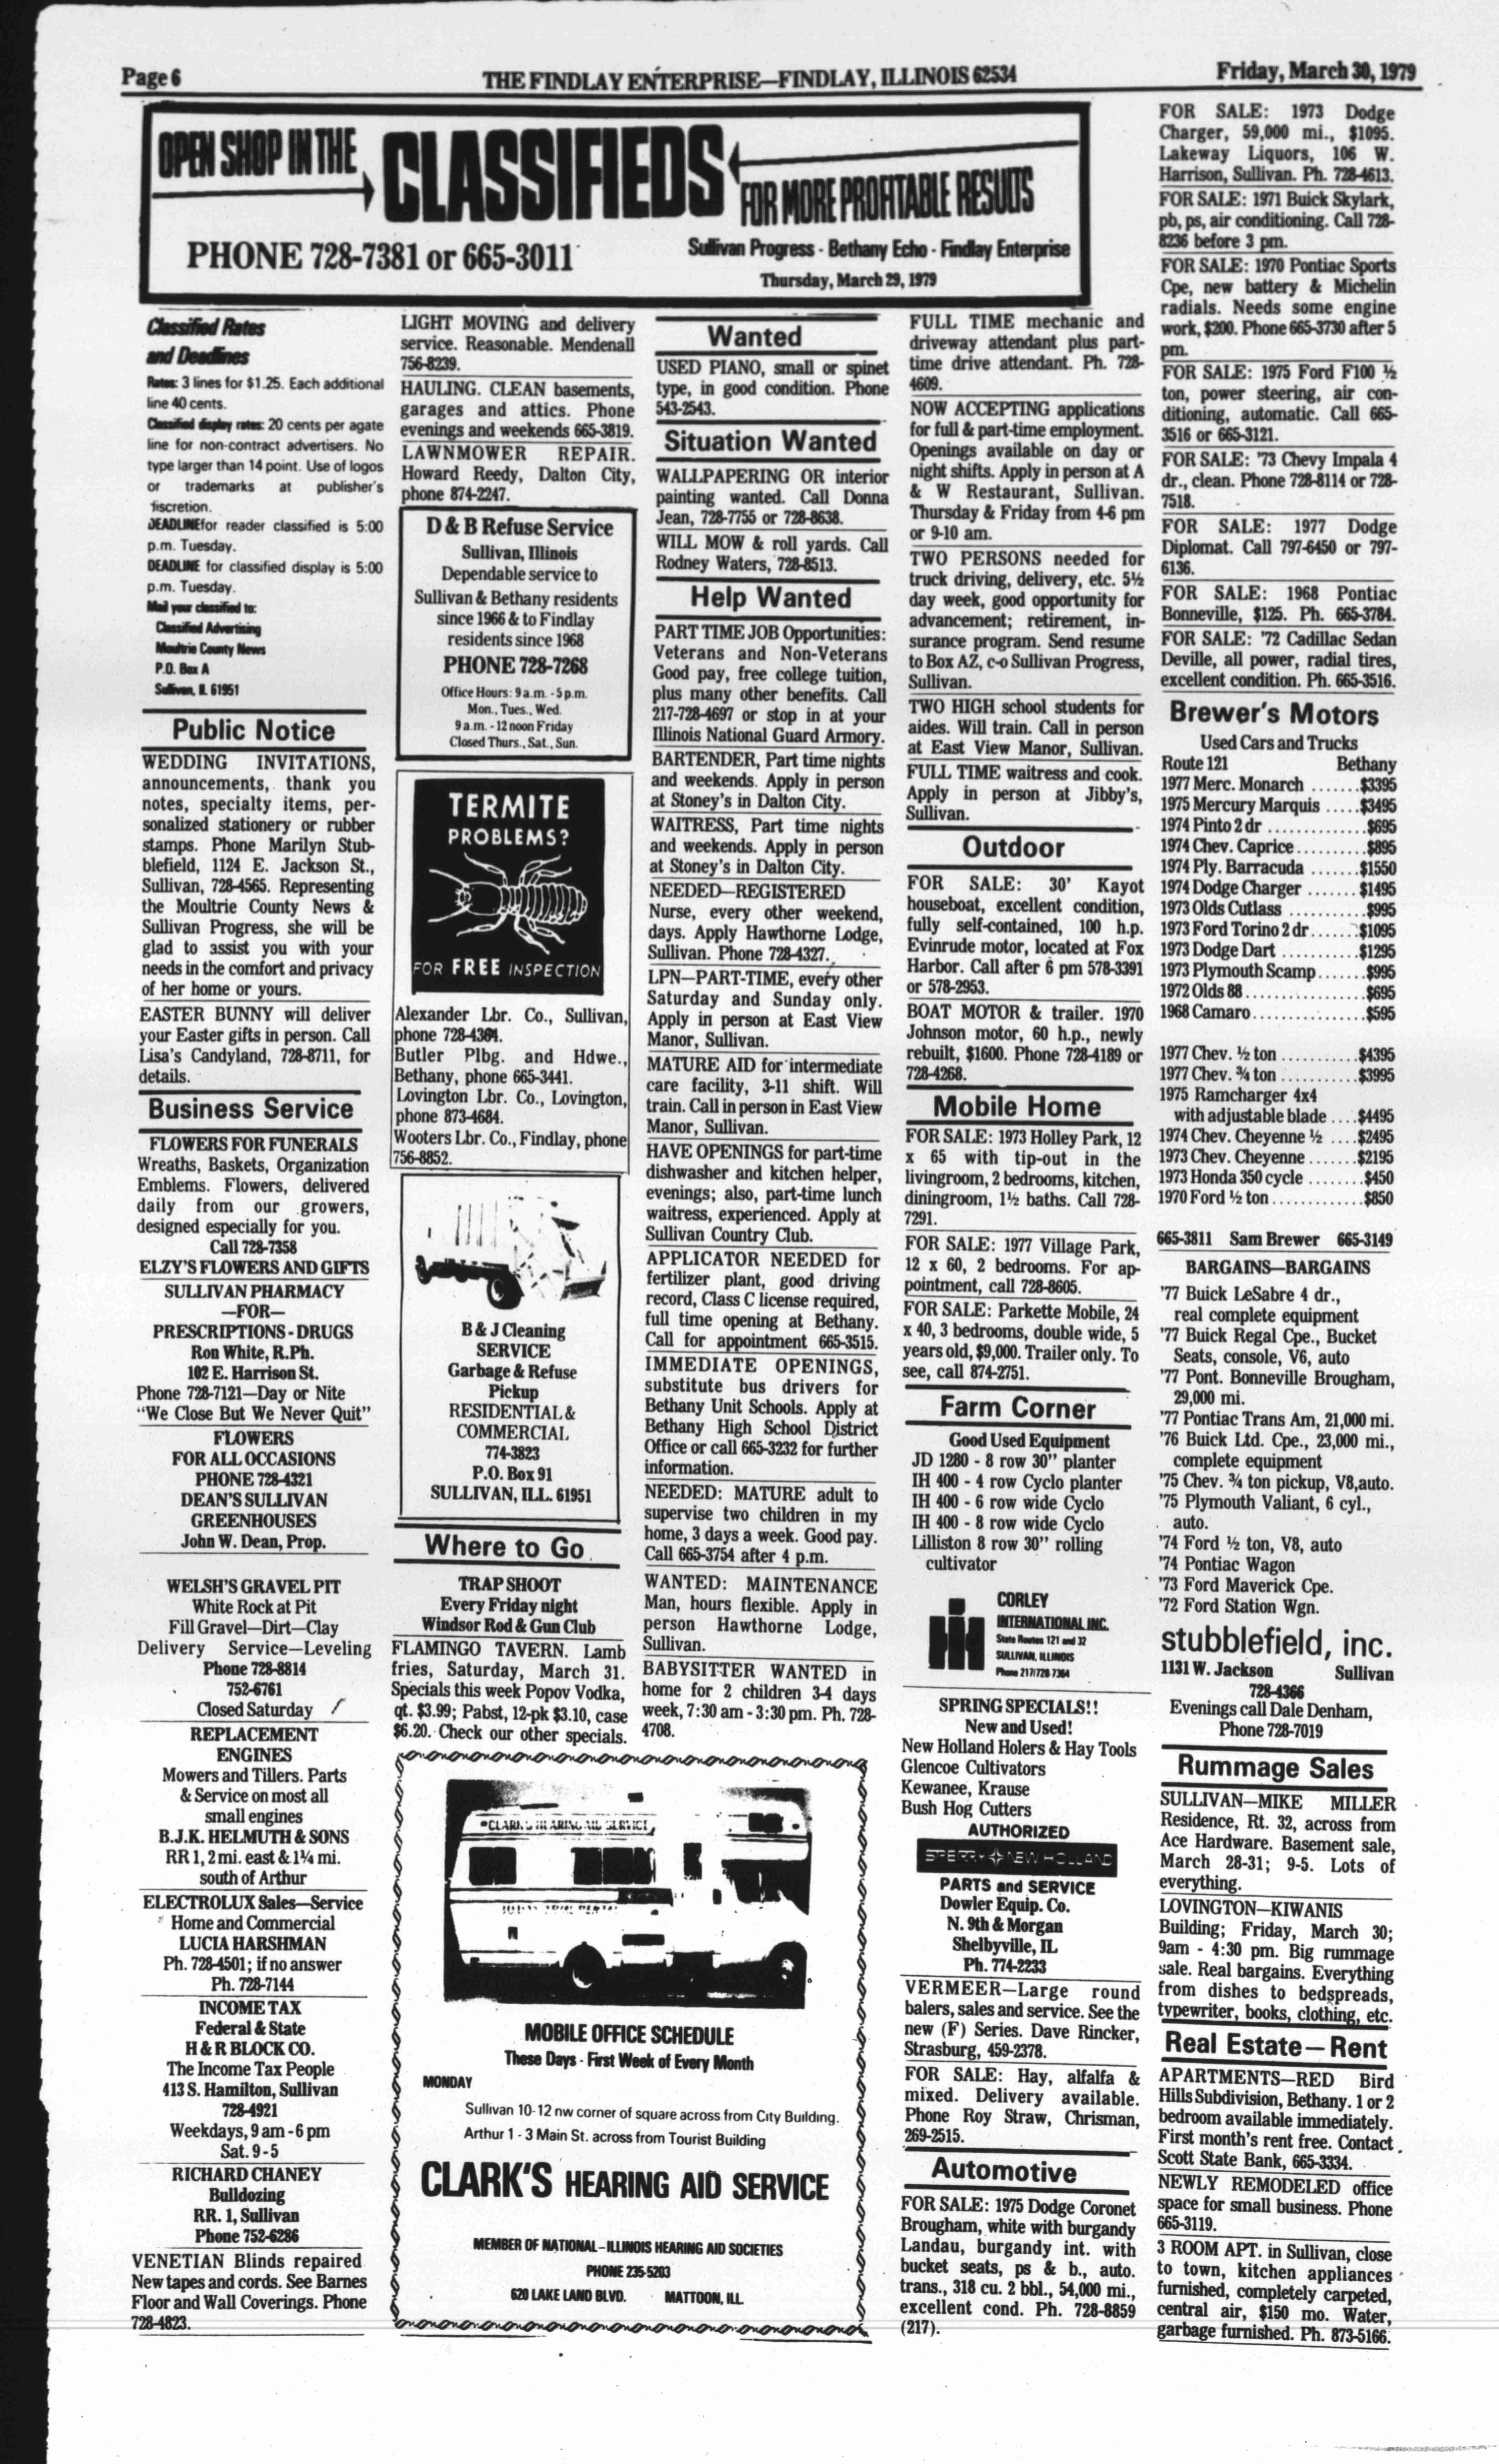 Page 6
THE FINDLAY ENTERPRISE—FINDLAY, ILLINOIS 62534
Friday, March 30, 1979
OPEN SHOP IN THE
CLASSIFIEDS
FOR MORE PROFITABLE RESULTS
PHONE 728-7381 or 665-3011
Sullivan Progress - Bethany Echo - Findlay Enterprise
Thursday, March 29, 1979
Classified Rates
and Deadlines
Rates: 3 lines for $1.25. Each additional
line 40 cents.
Classified display rates: 20 cents per agate
line for non-contract advertisers. No
type larger than 14 point. Use of logos
or trademarks at publisher's
discretion.
DEADLINE for reader classified is 5:00
p.m. Tuesday.
DEADLINE for classified display is 5:00
p.m. Tuesday.
Mail your classified to:
Classified Advertising
Moultrie County News
P.O. Box A
Sullivan, Il. 61951
Public Notice
WEDDING INVITATIONS,
announcements, thank you
notes, specialty items, per-
sonalized stationery or rubber
stamps. Phone Marilyn Stub-
blefield, 1124 E. Jackson St.,
Sullivan, 728-4565. Representing
the Moultrie County News &
Sullivan Progress, she will be
glad to assist you with your
needs in the comfort and privacy
of her home or yours.
EASTER BUNNY will deliver
your Easter gifts in person. Call
Lisa's Candyland, 728-8711, for
details.
Business Service
FLOWERS FOR FUNERALS
Wreaths, Baskets, Organization
Emblems. Flowers, delivered
daily from our growers,
designed especially for you.
Call 728-7358
ELZY'S FLOWERS AND GIFTS
SULLIVAN PHARMACY
—FOR—
PRESCRIPTIONS - DRUGS
Ron White, R.Ph.
102 E. Harrison St.
Phone 728-7121—Day or Nite
"We Close But We Never Quit"
FLOWERS
FOR ALL OCCASIONS
PHONE 728-4321
DEAN'S SULLIVAN
GREENHOUSES
John W. Dean, Prop.
WELSH'S GRAVEL PIT
White Rock at Pit
Fill Gravel—Dirt—Clay
Delivery Service—Leveling
Phone 728-8814
752-6761
Closed Saturday
REPLACEMENT
ENGINES
Mowers and Tillers. Parts
& Service on most all
small engines
B.J.K. HELMUTH & SONS
RR 1, 2 mi. east & 1¼ mi.
south of Arthur
ELECTROLUX Sales—Service
Home and Commercial
LUCIA HARSHMAN
Ph. 728-4501; if no answer
Ph. 728-7144
INCOME TAX
Federal & State
H & R BLOCK CO.
The Income Tax People
413 S. Hamilton, Sullivan
728-4921
Weekdays, 9 am - 6 pm
Sat. 9 - 5
RICHARD CHANEY
Bulldozing
RR. 1, Sullivan
Phone 752-6286
VENETIAN Blinds repaired
New tapes and cords. See Barnes
Floor and Wall Coverings. Phone
728-4823.
LIGHT MOVING and delivery
service. Reasonable. Mendenall
756-8239.
HAULING. CLEAN basements,
garages and attics. Phone
evenings and weekends 665-3819.
LAWNMOWER REPAIR.
Howard Reedy, Dalton City,
phone 874-2247.
D & B Refuse Service
Sullivan, Illinois
Dependable service to
Sullivan & Bethany residents
since 1966 & to Findlay
residents since 1968
PHONE 728-7268
Office Hours: 9 a.m. - 5 p.m.
Mon., Tues., Wed.
9 a.m. - 12 noon Friday
Closed Thurs., Sat., Sun.
TERMITE
PROBLEMS?
FOR FREE INSPECTION
Alexander Lbr. Co., Sullivan,
phone 728-4364.
Butler Plbg. and Hdwe.,
Bethany, phone 665-3441.
Lovington Lbr. Co., Lovington,
phone 873-4684.
Wooters Lbr. Co., Findlay, phone
756-8852.
B & J Cleaning
SERVICE
Garbage & Refuse
Pickup
RESIDENTIAL &
COMMERCIAL
774-3823
P.O. Box 91
SULLIVAN, ILL. 61951
Where to Go
TRAP SHOOT
Every Friday night
Windsor Rod & Gun Club
FLAMINGO TAVERN. Lamb
fries, Saturday, March 31.
Specials this week Popov Vodka,
qt. $3.99; Pabst, 12-pk $3.10, case
$6.20. Check our other specials.
CLARK'S HEARING AID SERVICE
MOBILE OFFICE SCHEDULE
These Days - First Week of Every Month
MONDAY
Sullivan 10-12 nw corner of square across from City Building.
Arthur 1 - 3 Main St. across from Tourist Building
CLARK'S HEARING AID SERVICE
MEMBER OF NATIONAL-ILLINOIS HEARING AID SOCIETIES
PHONE 235-5203
620 LAKE LAND BLVD. MATTOON, ILL.
Wanted
USED PIANO, small or spinet
type, in good condition. Phone
543-2543.
Situation Wanted
WALLPAPERING OR interior
painting wanted. Call Donna
Jean, 728-7755 or 728-8638.
WILL MOW & roll yards. Call
Rodney Waters, 728-8513.
Help Wanted
PART TIME JOB Opportunities:
Veterans and Non-Veterans
Good pay, free college tuition,
plus many other benefits. Call
217-728-4697 or stop in at your
Illinois National Guard Armory.
BARTENDER, Part time nights
and weekends. Apply in person
at Stoney's in Dalton City.
WAITRESS, Part time nights
and weekends. Apply in person
at Stoney's in Dalton City.
NEEDED—REGISTERED
Nurse, every other weekend,
days. Apply Hawthorne Lodge,
Sullivan. Phone 728-4327.
LPN—PART-TIME, every other
Saturday and Sunday only.
Apply in person at East View
Manor, Sullivan.
MATURE AID for intermediate
care facility, 3-11 shift. Will
train. Call in person in East View
Manor, Sullivan.
HAVE OPENINGS for part-time
dishwasher and kitchen helper,
evenings; also, part-time lunch
waitress, experienced. Apply at
Sullivan Country Club.
APPLICATOR NEEDED for
fertilizer plant, good driving
record, Class C license required,
full time opening at Bethany.
Call for appointment 665-3515.
IMMEDIATE OPENINGS,
substitute bus drivers for
Bethany Unit Schools. Apply at
Bethany High School District
Office or call 665-3232 for further
information.
NEEDED: MATURE adult to
supervise two children in my
home, 3 days a week. Good pay.
Call 665-3754 after 4 p.m.
WANTED: MAINTENANCE
Man, hours flexible. Apply in
person Hawthorne Lodge,
Sullivan.
BABYSITTER WANTED in
home for 2 children 3-4 days
week, 7:30 am - 3:30 pm. Ph. 728-
4708.
FULL TIME mechanic and
driveway attendant plus part-
time drive attendant. Ph. 728-
4609.
NOW ACCEPTING applications
for full & part-time employment.
Openings available on day or
night shifts. Apply in person at A
& W Restaurant, Sullivan.
Thursday & Friday from 4-6 pm
or 9-10 am.
TWO PERSONS needed for
truck driving, delivery, etc. 5½
day week, good opportunity for
advancement; retirement, in-
surance program. Send resume
to Box AZ, c-o Sullivan Progress,
Sullivan.
TWO HIGH school students for
aides. Will train. Call in person
at East View Manor, Sullivan.
FULL TIME waitress and cook.
Apply in person at Jibby's,
Sullivan.
Outdoor
FOR SALE: 30' Kayot
houseboat, excellent condition,
fully self-contained, 100 h.p.
Evinrude motor, located at Fox
Harbor. Call after 6 pm 578-3391
or 578-2953.
BOAT MOTOR & trailer. 1970
Johnson motor, 60 h.p., newly
rebuilt, $1600. Phone 728-4189 or
728-4268.
Mobile Home
FOR SALE: 1973 Holley Park, 12
x 65 with tip-out in the
livingroom, 2 bedrooms, kitchen,
diningroom, 1½ baths. Call 728-
7291.
FOR SALE: 1977 Village Park,
12 x 60, 2 bedrooms. For ap-
pointment, call 728-8605.
FOR SALE: Parkette Mobile, 24
x 40, 3 bedrooms, double wide, 5
years old, $9,000. Trailer only. To
see, call 874-2751.
Farm Corner
Good Used Equipment
JD 1280 - 8 row 30" planter
IH 400 - 4 row Cyclo planter
IH 400 - 6 row wide Cyclo
IH 400 - 8 row wide Cyclo
Lilliston 8 row 30" rolling
cultivator
CORLEY
INTERNATIONAL INC.
State Routes 121 and 32
SULLIVAN, ILLINOIS
Phone 217/728-7364
SPRING SPECIALS!!
New and Used!
New Holland Holers & Hay Tools
Glencoe Cultivators
Kewanee, Krause
Bush Hog Cutters
AUTHORIZED
SPERRY NEW HOLLAND
PARTS and SERVICE
Dowler Equip. Co.
N. 9th & Morgan
Shelbyville, IL
Ph. 774-2233
VERMEER—Large round
balers, sales and service. See the
new (F) Series. Dave Rincker,
Strasburg, 459-2378.
FOR SALE: Hay, alfalfa &
mixed. Delivery available.
Phone Roy Straw, Chrisman,
269-2515.
Automotive
FOR SALE: 1975 Dodge Coronet
Brougham, white with burgandy
Landau, burgandy int. with
bucket seats, ps & b., auto.
trans., 318 cu. 2 bbl., 54,000 mi.,
excellent cond. Ph. 728-8859
(217).
FOR SALE: 1973 Dodge
Charger, 59,000 mi., $1095.
Lakeway Liquors, 106 W.
Harrison, Sullivan. Ph. 728-4613.
FOR SALE: 1971 Buick Skylark,
pb, ps, air conditioning. Call 728-
8236 before 3 pm.
FOR SALE: 1970 Pontiac Sports
Cpe, new battery & Michelin
radials. Needs some engine
work, $200. Phone 665-3730 after 5
pm.
FOR SALE: 1975 Ford F100 ½
ton, power steering, air con-
ditioning, automatic. Call 665-
3516 or 665-3121.
FOR SALE: '73 Chevy Impala 4
dr., clean. Phone 728-8114 or 728-
7518.
FOR SALE: 1977 Dodge
Diplomat. Call 797-6450 or 797-
6136.
FOR SALE: 1968 Pontiac
Bonneville, $125. Ph. 665-3784.
FOR SALE: '72 Cadillac Sedan
Deville, all power, radial tires,
excellent condition. Ph. 665-3516.
Brewer's Motors
Used Cars and Trucks
Route 121 Bethany
1977 Merc. Monarch ....... $3395
1975 Mercury Marquis ..... $3495
1974 Pinto 2 dr .............. $695
1974 Chev. Caprice .......... $895
1974 Ply. Barracuda ....... $1550
1974 Dodge Charger ....... $1495
1973 Olds Cutlass ........... $995
1973 Ford Torino 2 dr ...... $1095
1973 Dodge Dart ........... $1295
1973 Plymouth Scamp ....... $995
1972 Olds 88 ................. $695
1968 Camaro ................ $595
1977 Chev. ½ ton ........... $4395
1977 Chev. ¾ ton ........... $3995
1975 Ramcharger 4x4
with adjustable blade .... $4495
1974 Chev. Cheyenne ½ .... $2495
1973 Chev. Cheyenne ....... $2195
1973 Honda 350 cycle ........ $450
1970 Ford ½ ton ............. $850
665-3811 Sam Brewer 665-3149
BARGAINS—BARGAINS
'77 Buick LeSabre 4 dr.,
real complete equipment
'77 Buick Regal Cpe., Bucket
Seats, console, V6, auto
'77 Pont. Bonneville Brougham,
29,000 mi.
'77 Pontiac Trans Am, 21,000 mi.
'76 Buick Ltd. Cpe., 23,000 mi.,
complete equipment
'75 Chev. ¾ ton pickup, V8,auto.
'75 Plymouth Valiant, 6 cyl.,
auto.
'74 Ford ½ ton, V8, auto
'74 Pontiac Wagon
'73 Ford Maverick Cpe.
'72 Ford Station Wgn.
stubblefield, inc.
1131 W. Jackson Sullivan
728-4366
Evenings call Dale Denham,
Phone 728-7019
Rummage Sales
SULLIVAN—MIKE MILLER
Residence, Rt. 32, across from
Ace Hardware. Basement sale,
March 28-31; 9-5. Lots of
everything.
LOVINGTON—KIWANIS
Building; Friday, March 30;
9am - 4:30 pm. Big rummage
sale. Real bargains. Everything
from dishes to bedspreads,
typewriter, books, clothing, etc.
Real Estate—Rent
APARTMENTS—RED Bird
Hills Subdivision, Bethany. 1 or 2
bedroom available immediately.
First month's rent free. Contact
Scott State Bank, 665-3334.
NEWLY REMODELED office
space for small business. Phone
665-3119.
3 ROOM APT. in Sullivan, close
to town, kitchen appliances
furnished, completely carpeted,
central air, $150 mo. Water,
garbage furnished. Ph. 873-5166.